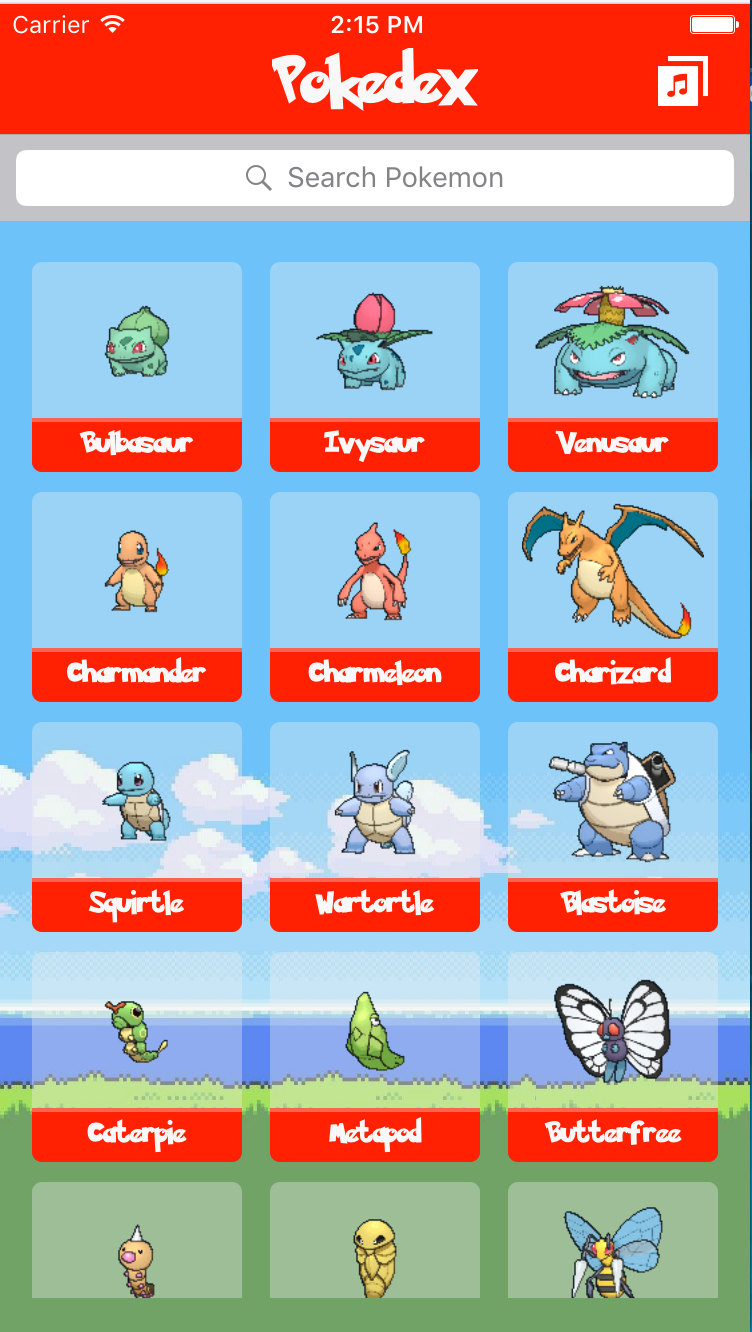 Carrier 2:15 PM
Pokedex
Search Pokemon
Bulbasaur Ivysaur Venusaur
Charmander Charmeleon Charizard
Squirtle Wartortle Blastoise
Caterpie Metapod Butterfree